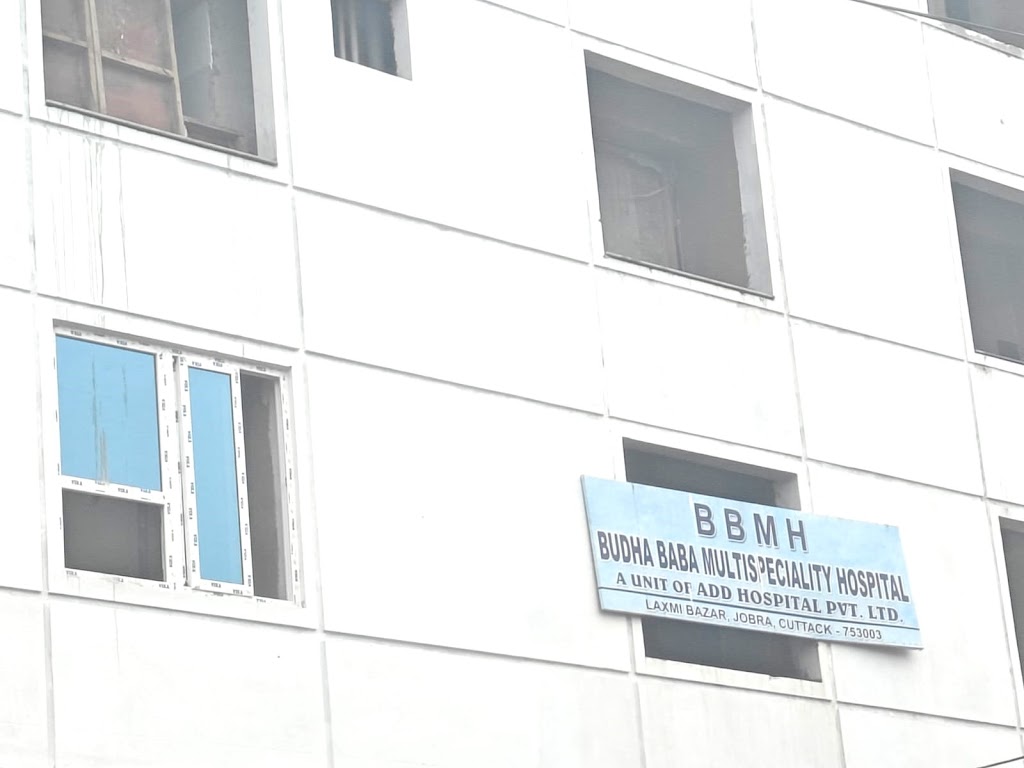 BBMH
BUDHA BABA MULTISPECIALITY HOSPITAL
A UNIT OF ADD HOSPITAL PVT. LTD.
LAXMI BAZAR, JOBRA, CUTTACK - 753003